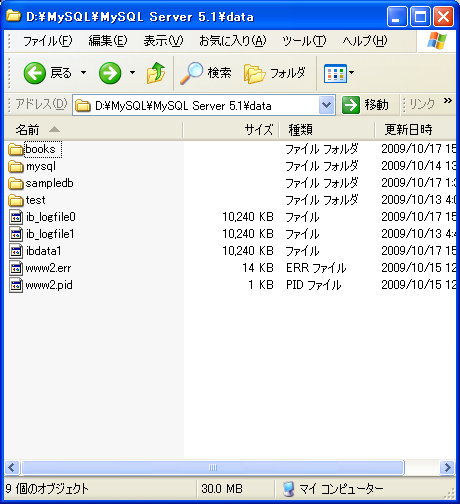 D:¥MySQL¥MySQL Server 5.1¥data
ファイル(F) 編集(E) 表示(V) お気に入り(A) ツール(T) ヘルプ(H)
戻る 検索 フォルダ
アドレス(D) D:¥MySQL¥MySQL Server 5.1¥data 移動 リンク »
名前 サイズ 種類 更新日時
books ファイル フォルダ 2009/10/17 15
mysql ファイル フォルダ 2009/10/14 13
sampledb ファイル フォルダ 2009/10/17 1:3
test ファイル フォルダ 2009/10/13 4:0
ib_logfile0 10,240 KB ファイル 2009/10/17 15
ib_logfile1 10,240 KB ファイル 2009/10/13 4:4
ibdata1 10,240 KB ファイル 2009/10/17 15
www2.err 14 KB ERR ファイル 2009/10/15 12
www2.pid 1 KB PID ファイル 2009/10/15 12
9 個のオブジェクト 30.0 MB マイ コンピューター